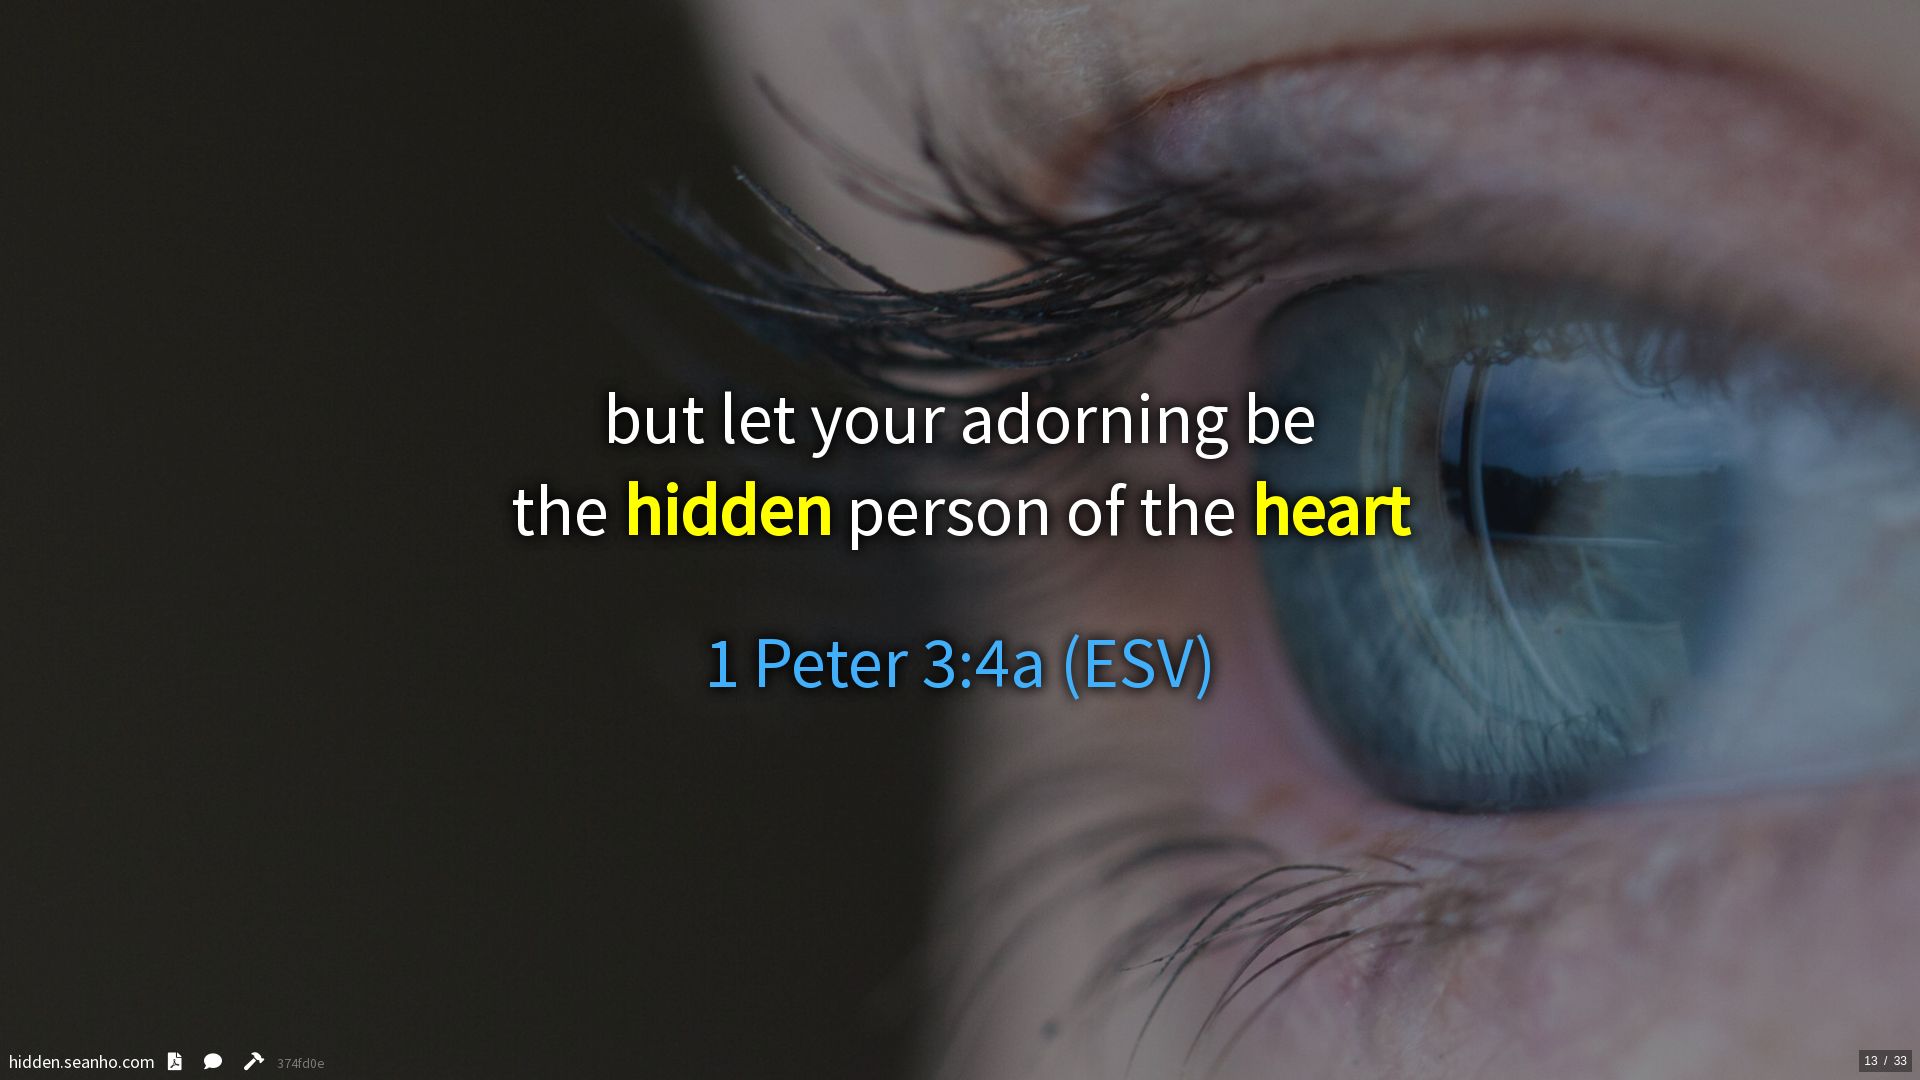 but let your adorning be
the hidden person of the heart
1 Peter 3:4a (ESV)
hidden.seanho.com 374fd0e
13 / 33